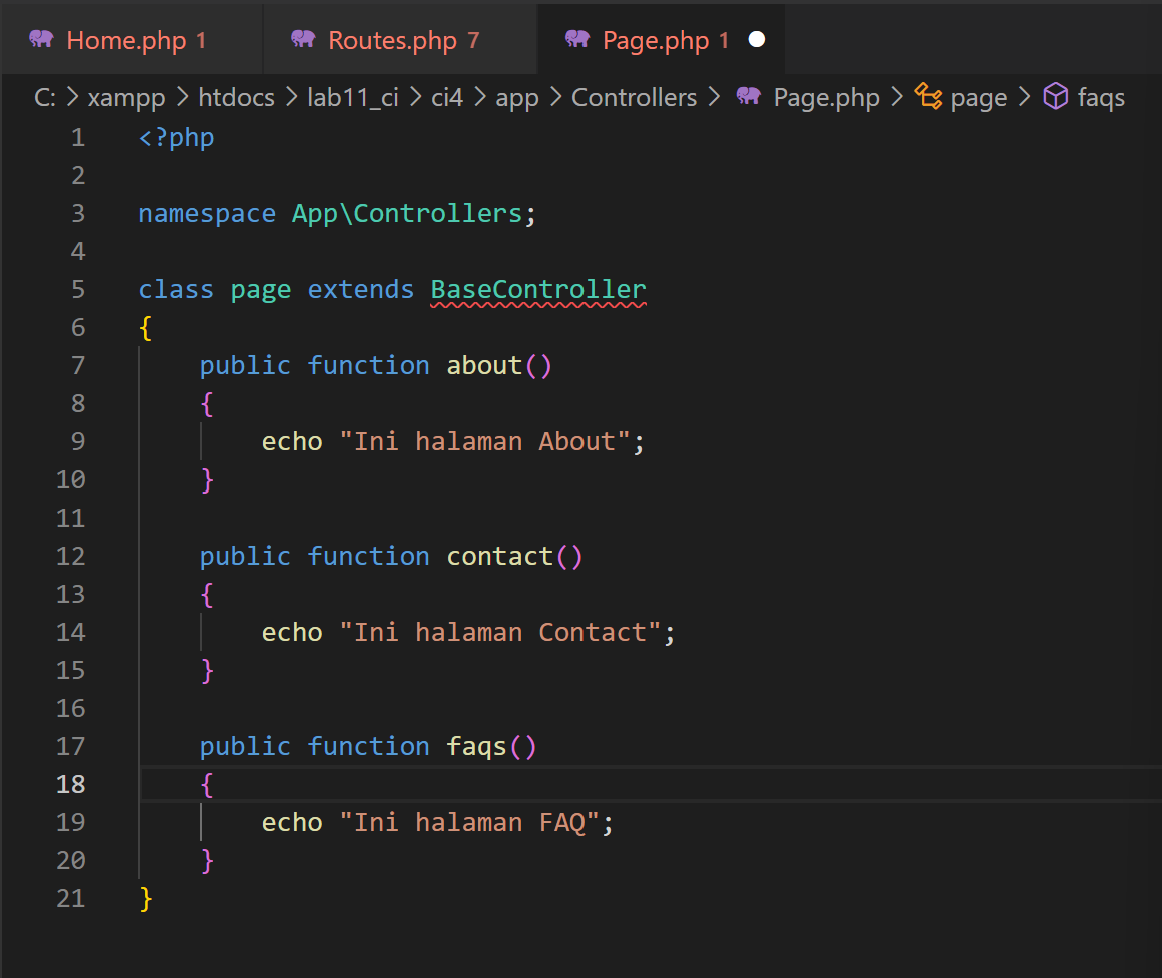 Home.php 1 Routes.php 7 Page.php 1
C: > xampp > htdocs > lab11_ci > ci4 > app > Controllers > Page.php > page > faqs
1 <?php
2
3 namespace App\Controllers;
4
5 class page extends BaseController
6 {
7     public function about()
8     {
9         echo "Ini halaman About";
10     }
11
12     public function contact()
13     {
14         echo "Ini halaman Contact";
15     }
16
17     public function faqs()
18     {
19         echo "Ini halaman FAQ";
20     }
21 }